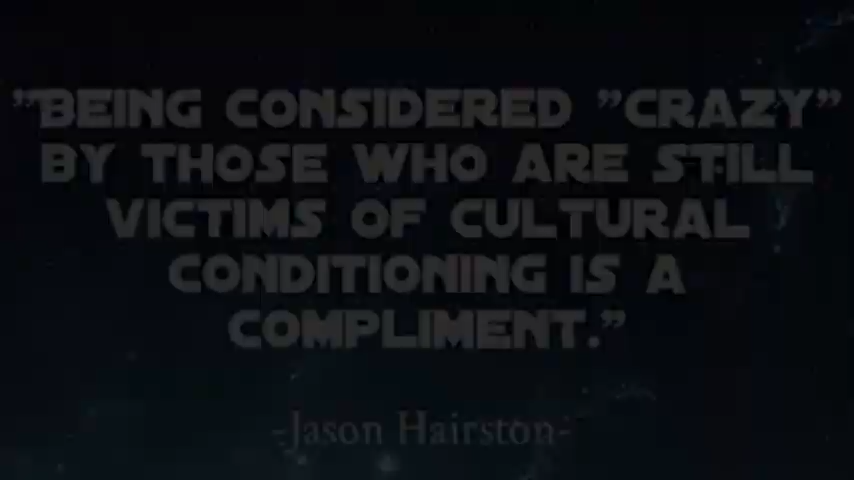 "BEING CONSIDERED "CRAZY"
BY THOSE WHO ARE STILL
VICTIMS OF CULTURAL
CONDITIONING IS A
COMPLIMENT."
-Jason Hairston-